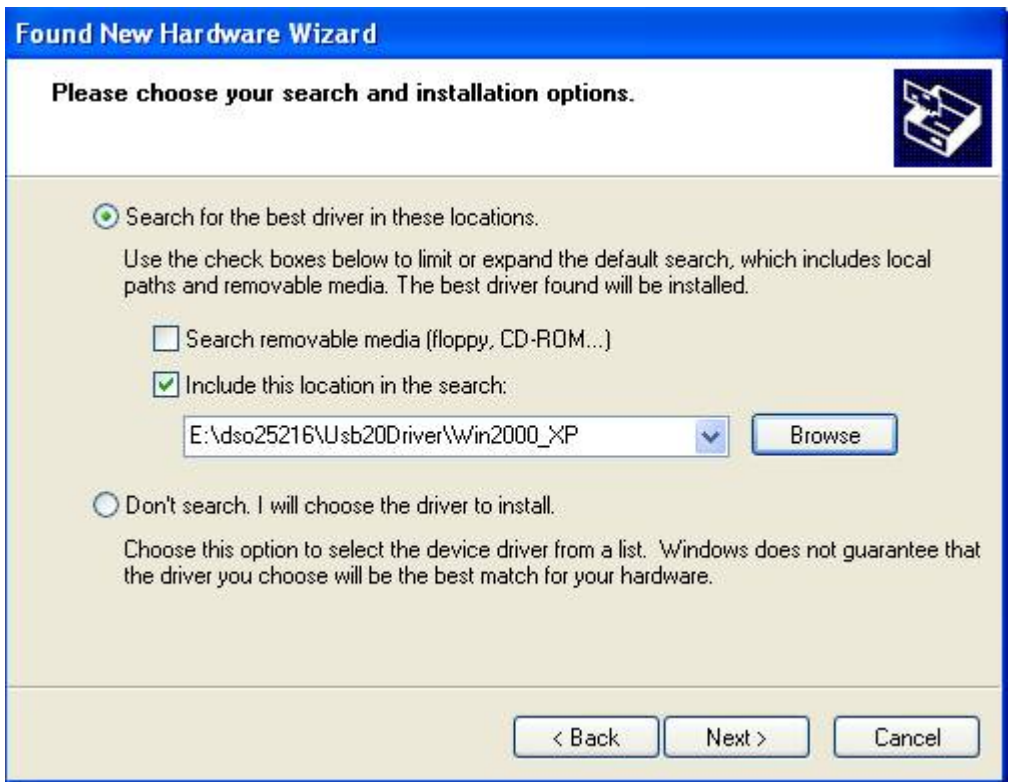 Found New Hardware Wizard
Please choose your search and installation options.
Search for the best driver in these locations.
Use the check boxes below to limit or expand the default search, which includes local
paths and removable media. The best driver found will be installed.
Search removable media (floppy, CD-ROM...)
Include this location in the search:
E:\dso25216\Usb20Driver\Win2000_XP
Browse
Don't search. I will choose the driver to install.
Choose this option to select the device driver from a list. Windows does not guarantee that
the driver you choose will be the best match for your hardware.
< Back
Next >
Cancel